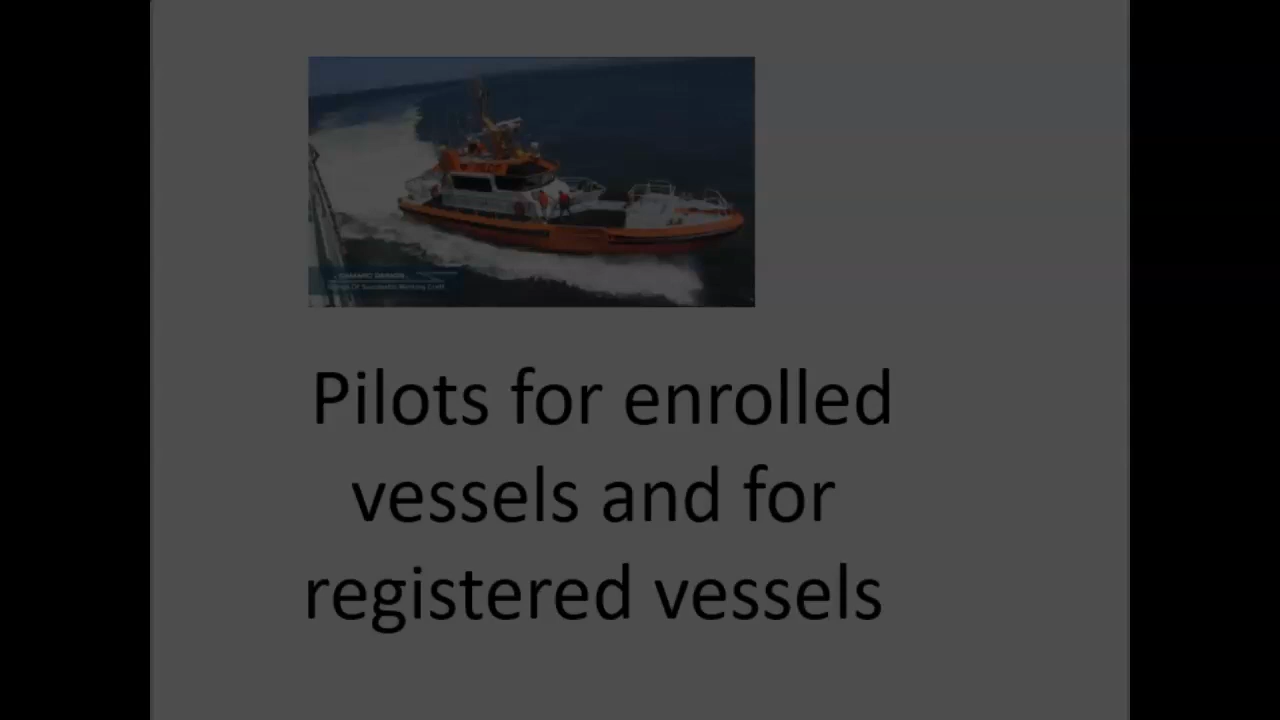 Pilots for enrolled
vessels and for
registered vessels